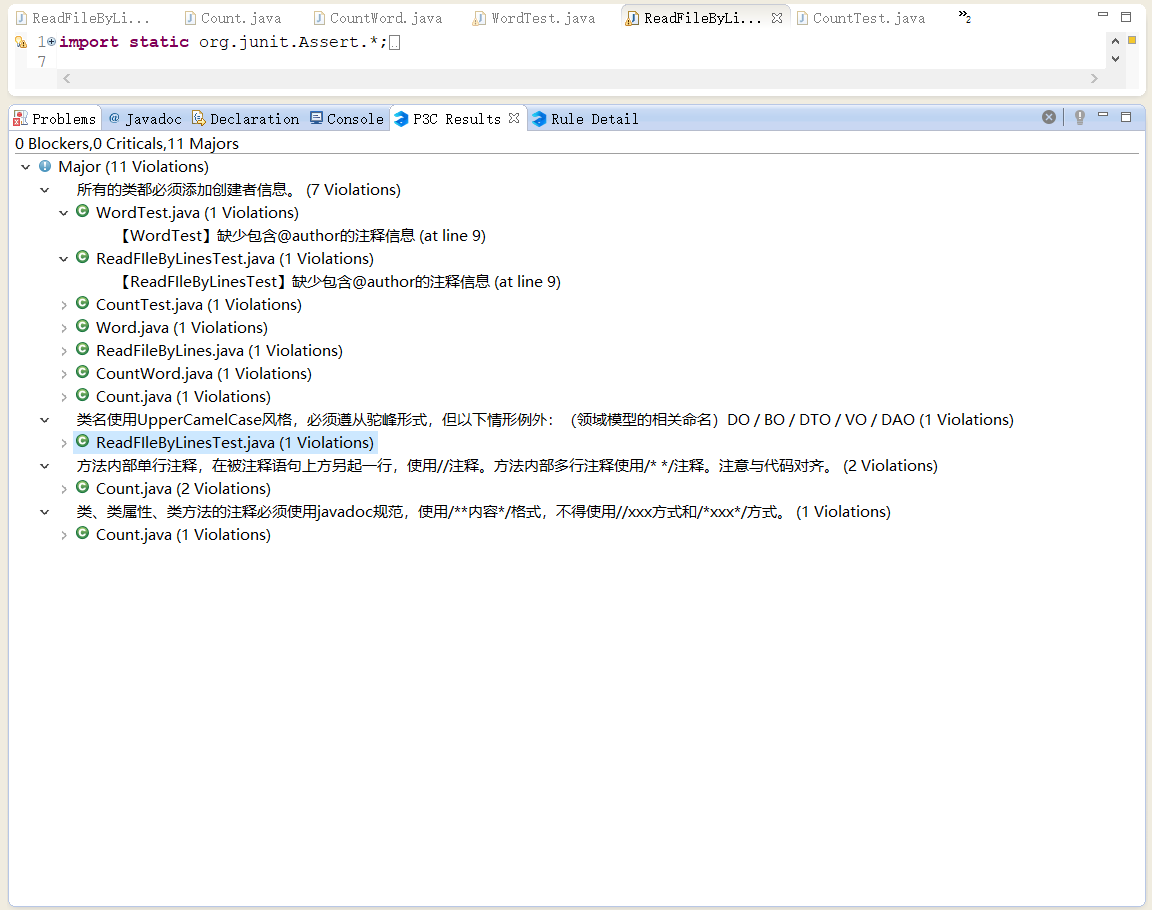 ReadFileByLi... Count.java CountWord.java WordTest.java ReadFileByLi... CountTest.java »2
1 import static org.junit.Assert.*;
7
Problems @ Javadoc Declaration Console P3C Results Rule Detail
0 Blockers,0 Criticals,11 Majors
Major (11 Violations)
所有的类都必须添加创建者信息。 (7 Violations)
WordTest.java (1 Violations)
【WordTest】缺少包含@author的注释信息 (at line 9)
ReadFIleByLinesTest.java (1 Violations)
【ReadFIleByLinesTest】缺少包含@author的注释信息 (at line 9)
CountTest.java (1 Violations)
Word.java (1 Violations)
ReadFileByLines.java (1 Violations)
CountWord.java (1 Violations)
Count.java (1 Violations)
类名使用UpperCamelCase风格，必须遵从驼峰形式，但以下情形例外：（领域模型的相关命名）DO / BO / DTO / VO / DAO (1 Violations)
ReadFIleByLinesTest.java (1 Violations)
方法内部单行注释，在被注释语句上方另起一行，使用//注释。方法内部多行注释使用/* */注释。注意与代码对齐。 (2 Violations)
Count.java (2 Violations)
类、类属性、类方法的注释必须使用javadoc规范，使用/**内容*/格式，不得使用//xxx方式和/*xxx*/方式。 (1 Violations)
Count.java (1 Violations)